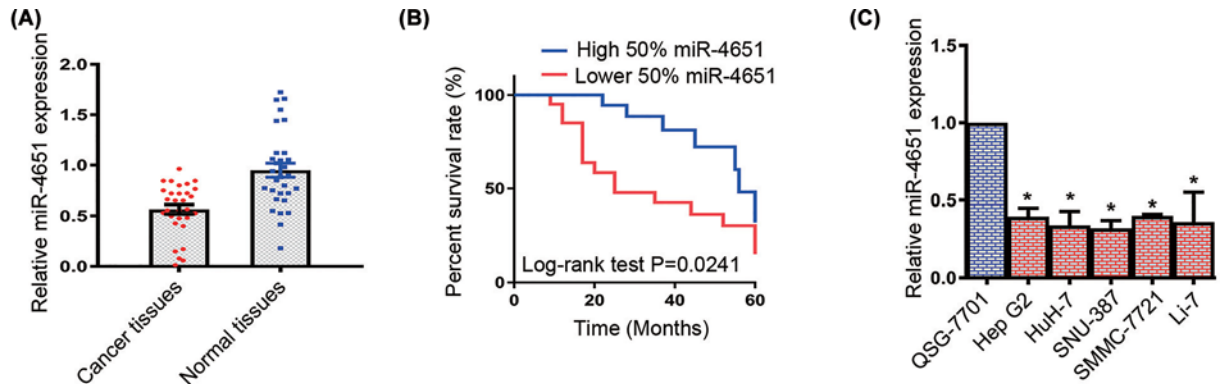 (A)
Relative miR-4651 expression
2.0
1.5
1.0
0.5
0.0
Cancer tissues
Normal tissues
(B)
High 50% miR-4651
Lower 50% miR-4651
Percent survival rate (%)
100
50
Log-rank test P=0.0241
0
20
40
60
Time (Months)
(C)
Relative miR-4651 expression
1.5
1.0
0.5
0.0
*
*
*
*
*
QSG-7701
Hep G2
HuH-7
SNU-387
SMMC-7721
Li-7